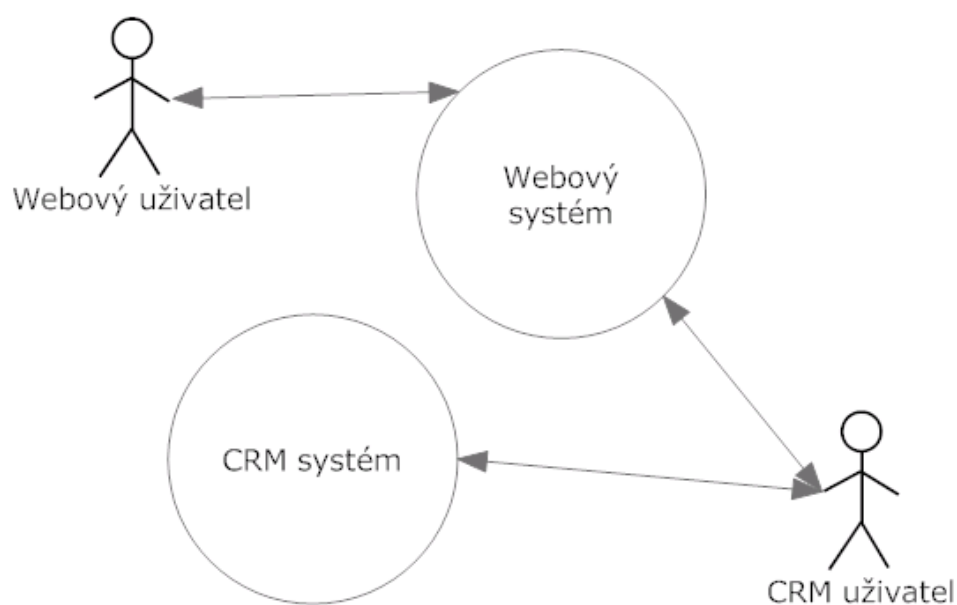 Webový uživatel
Webový
systém
CRM systém
CRM uživatel